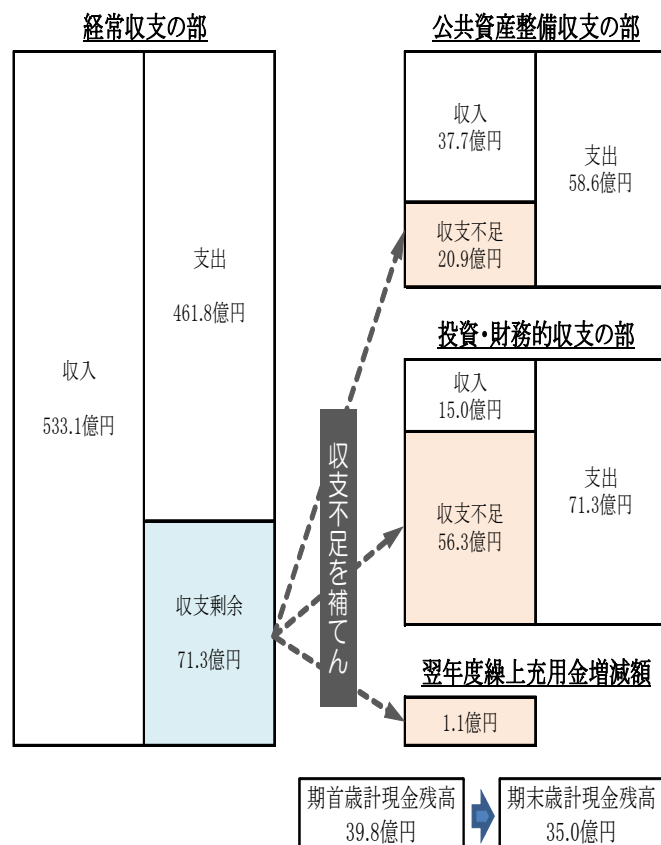 経常収支の部
収入
533.1億円
支出
461.8億円
収支剰余
71.3億円
収支不足を補てん
公共資産整備収支の部
収入
37.7億円
収支不足
20.9億円
支出
58.6億円
投資・財務的収支の部
収入
15.0億円
収支不足
56.3億円
支出
71.3億円
翌年度繰上充用金増減額
1.1億円
期首歳計現金残高
39.8億円
期末歳計現金残高
35.0億円